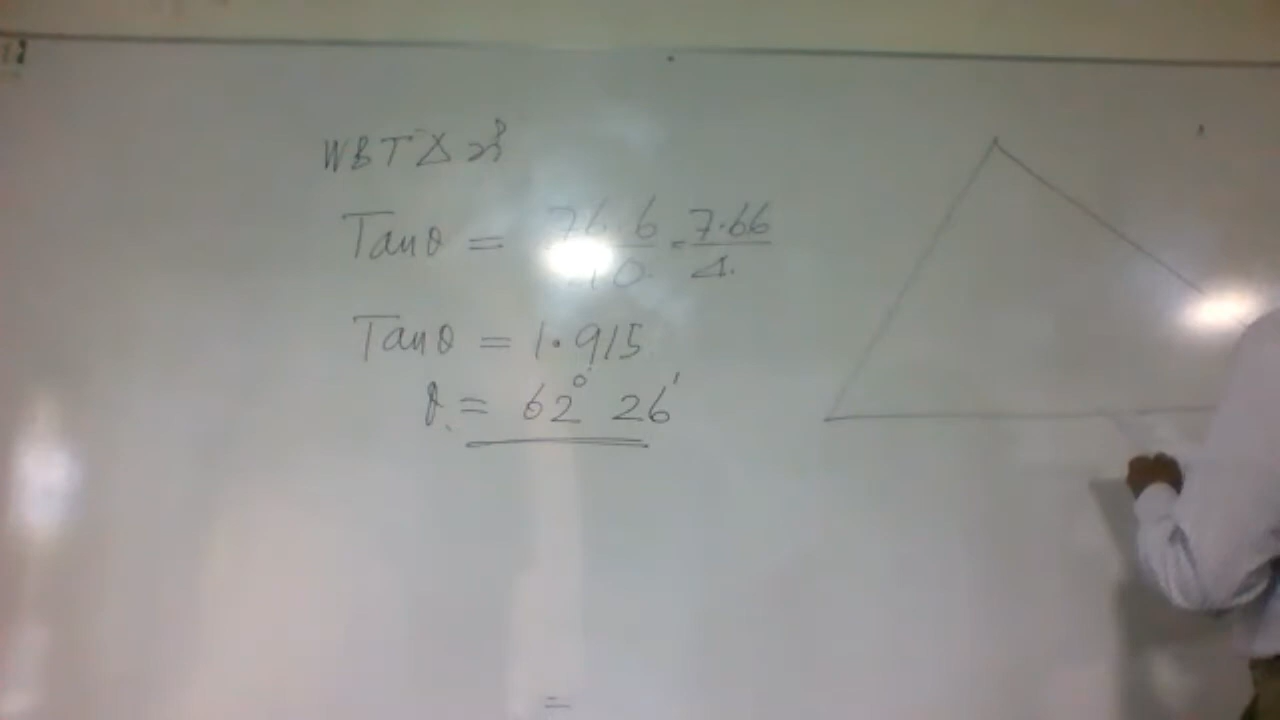 WBT Δ න්
Tanθ = 76.6/40. = 7.66/4.
Tanθ = 1.915
θ = 62° 26'